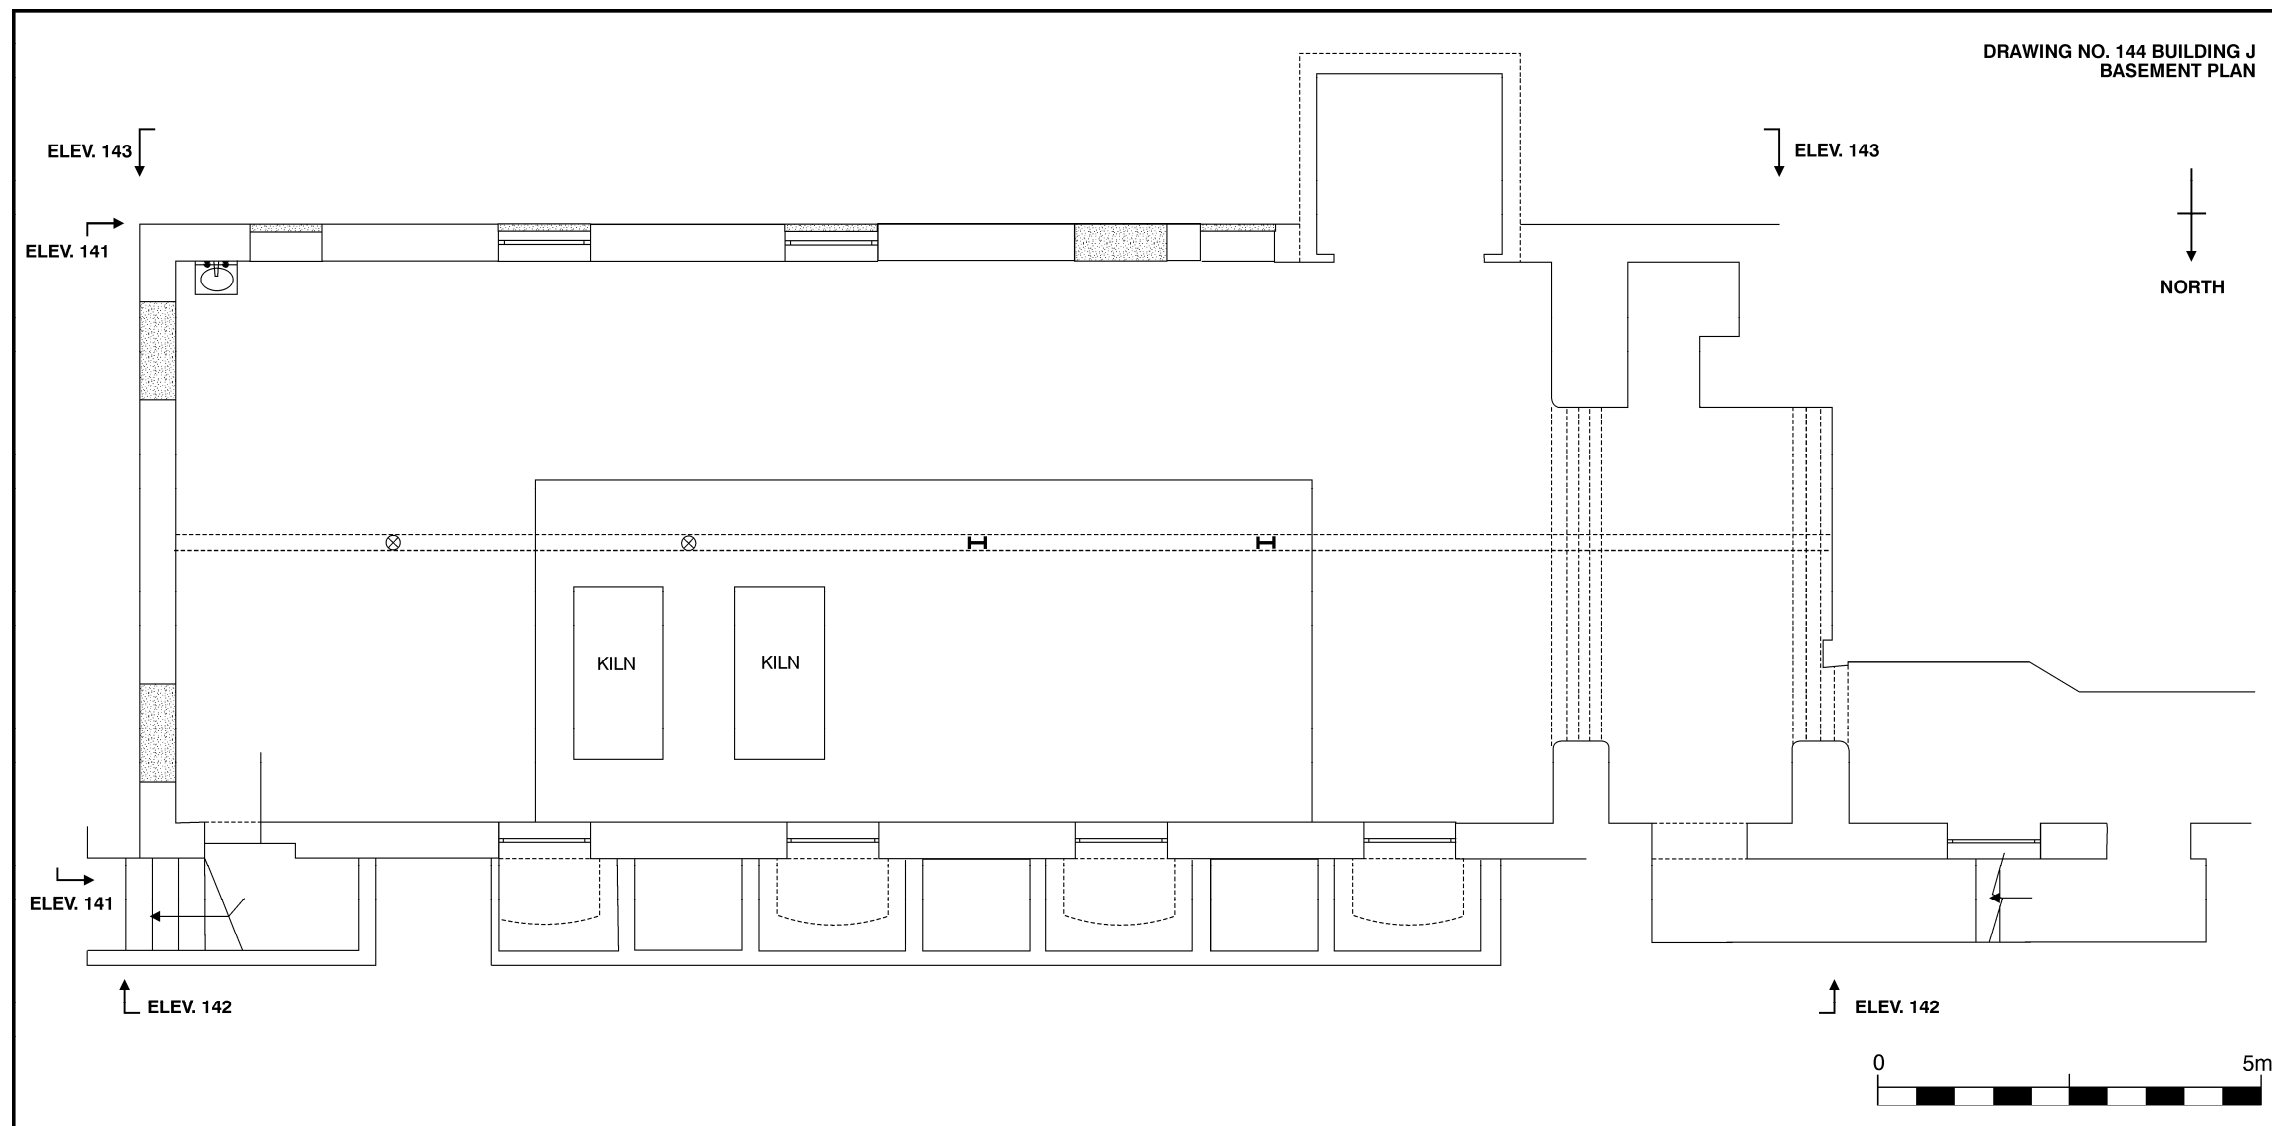 DRAWING NO. 144 BUILDING J
BASEMENT PLAN
ELEV. 143
ELEV. 143
ELEV. 141
NORTH
KILN
KILN
ELEV. 141
ELEV. 142
ELEV. 142
0
5m